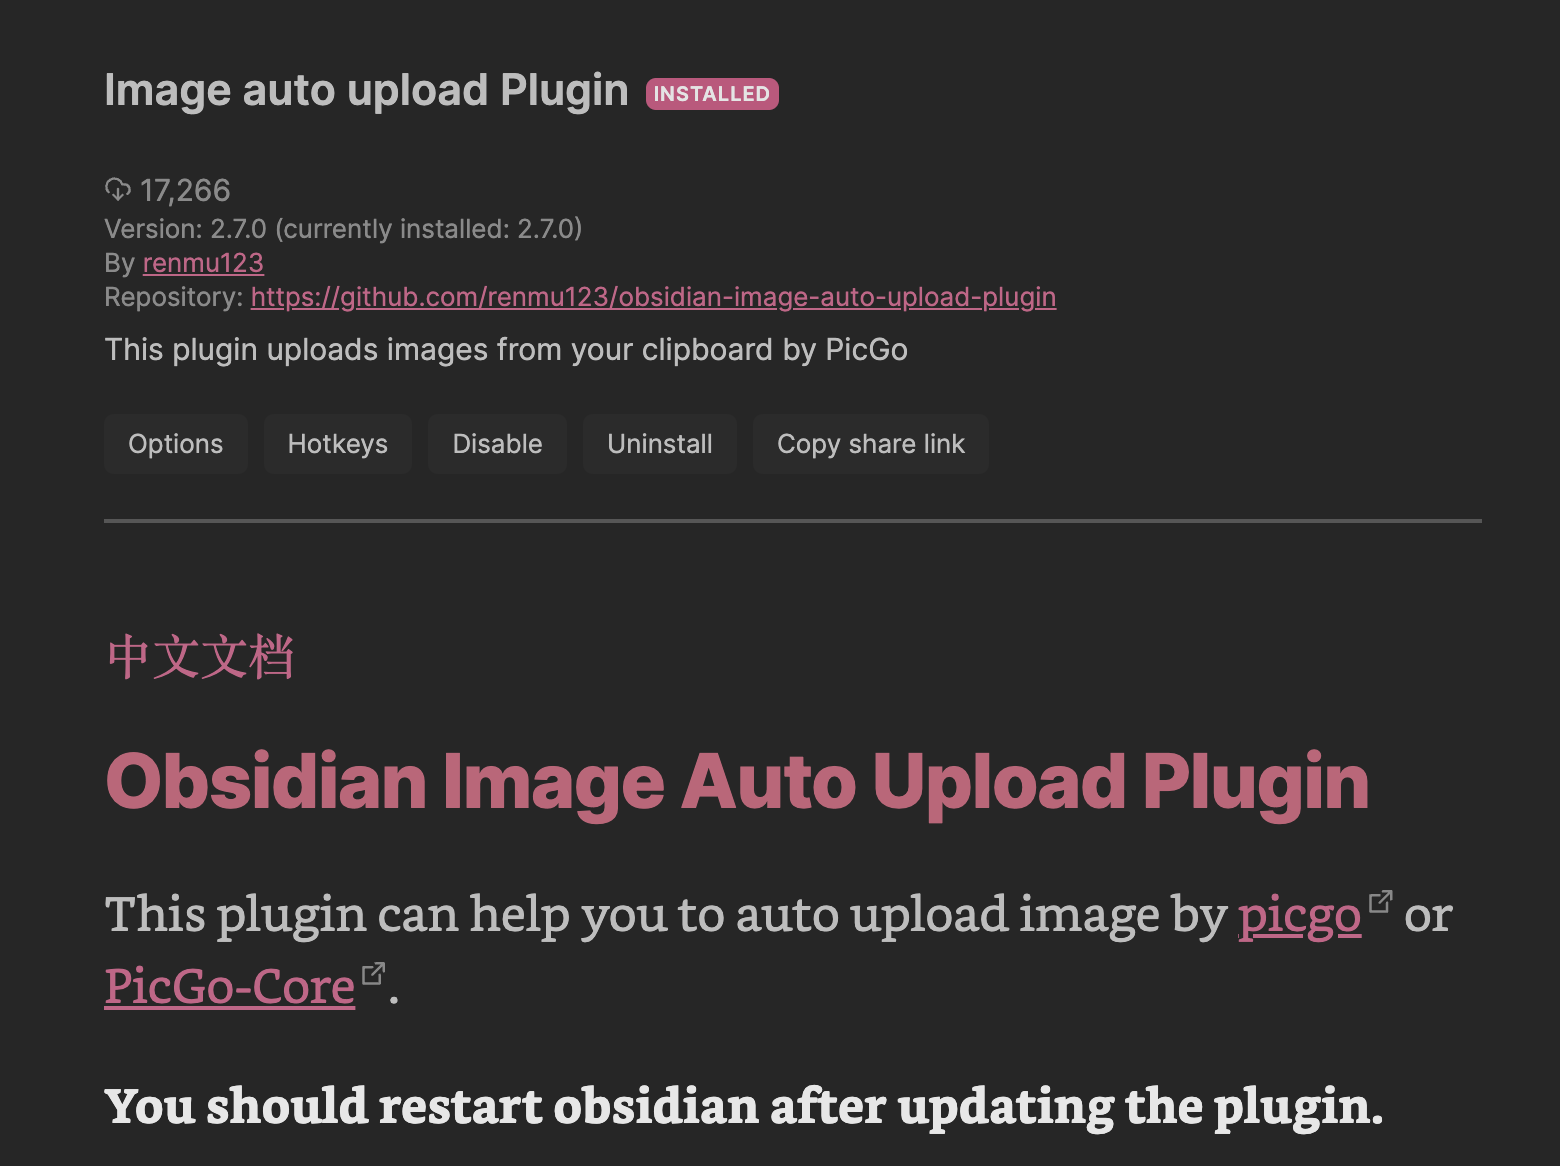 Image auto upload Plugin INSTALLED
17,266
Version: 2.7.0 (currently installed: 2.7.0)
By renmu123
Repository: https://github.com/renmu123/obsidian-image-auto-upload-plugin
This plugin uploads images from your clipboard by PicGo
Options Hotkeys Disable Uninstall Copy share link
中文文档
Obsidian Image Auto Upload Plugin
This plugin can help you to auto upload image by picgo or
PicGo-Core.
You should restart obsidian after updating the plugin.